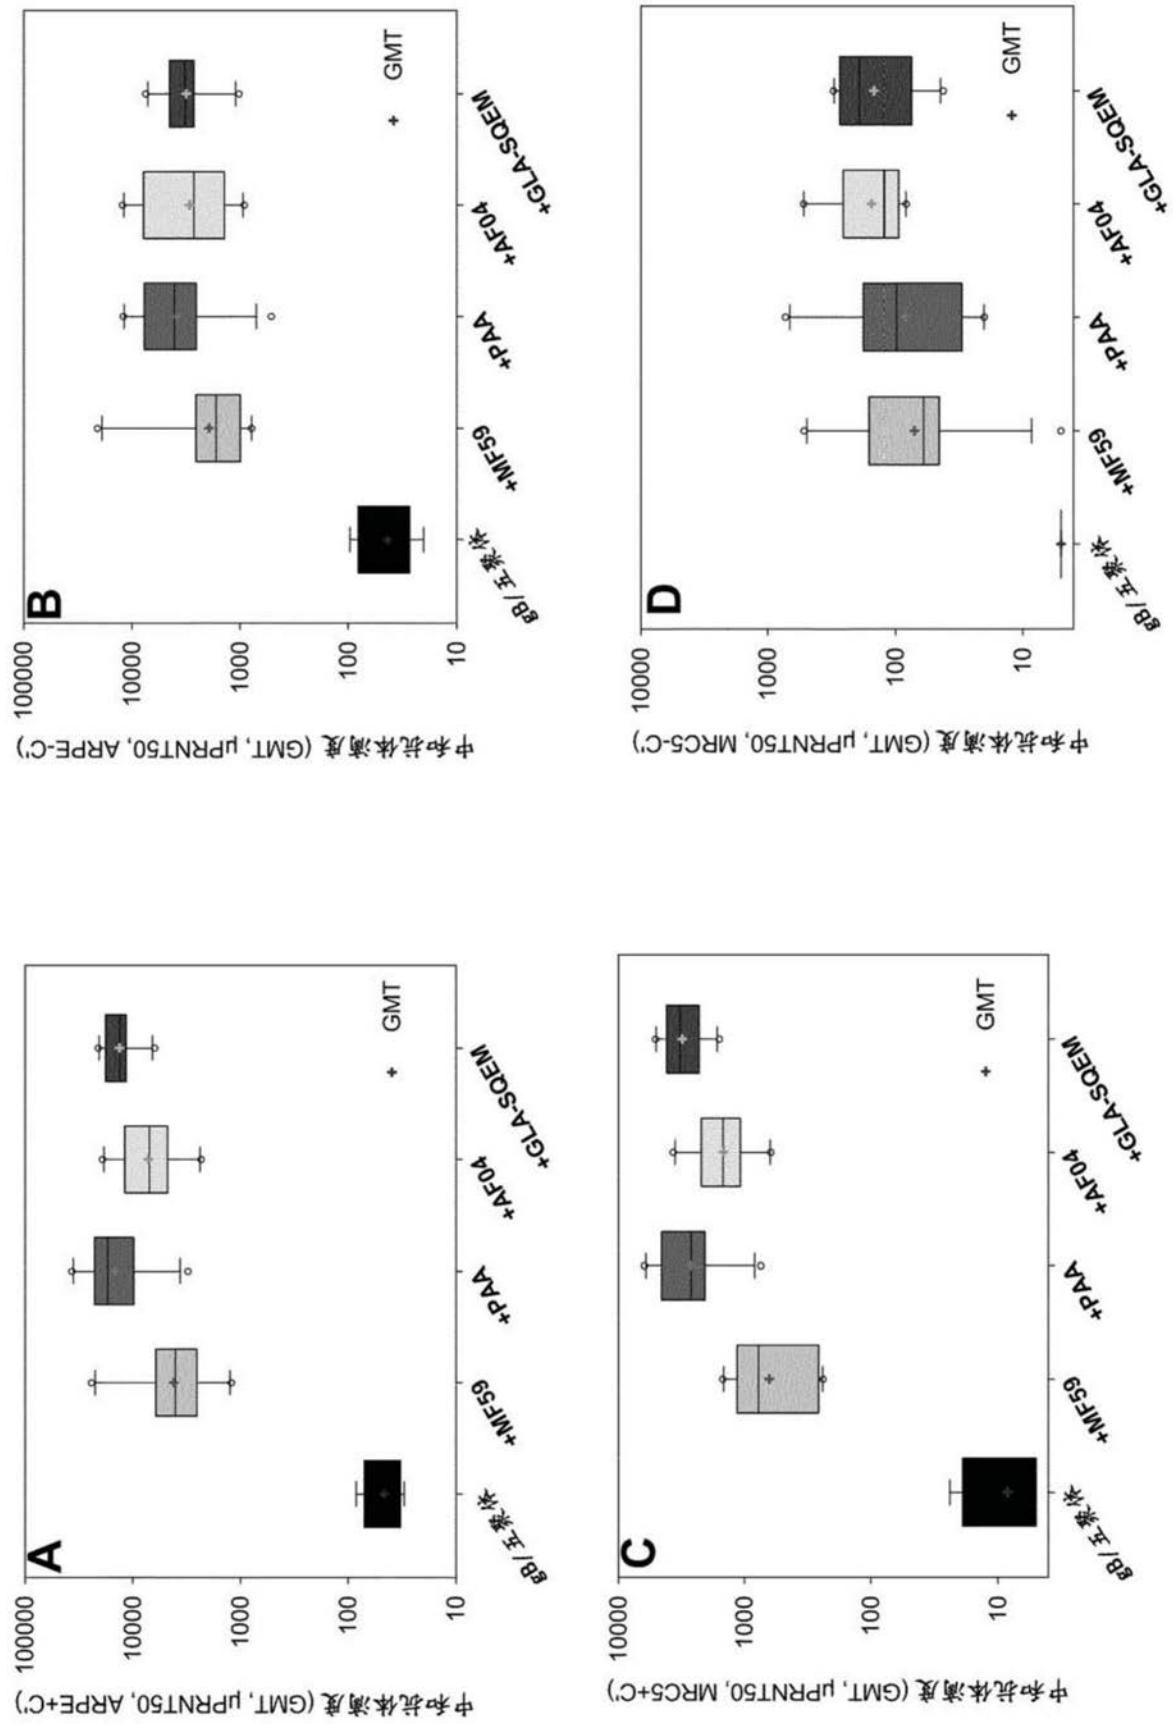 A
中和抗体滴度 (GMT, μPRNT50, ARPE+C')
100000
10000
1000
100
10
gB/五聚体
+MF59
+PAA
+AF04
+GLA-SQEM
+ GMT
B
中和抗体滴度 (GMT, μPRNT50, ARPE-C')
100000
10000
1000
100
10
gB/五聚体
+MF59
+PAA
+AF04
+GLA-SQEM
+ GMT
C
中和抗体滴度 (GMT, μPRNT50, MRC5+C')
10000
1000
100
10
gB/五聚体
+MF59
+PAA
+AF04
+GLA-SQEM
+ GMT
D
中和抗体滴度 (GMT, μPRNT50, MRC5-C')
10000
1000
100
10
gB/五聚体
+MF59
+PAA
+AF04
+GLA-SQEM
+ GMT